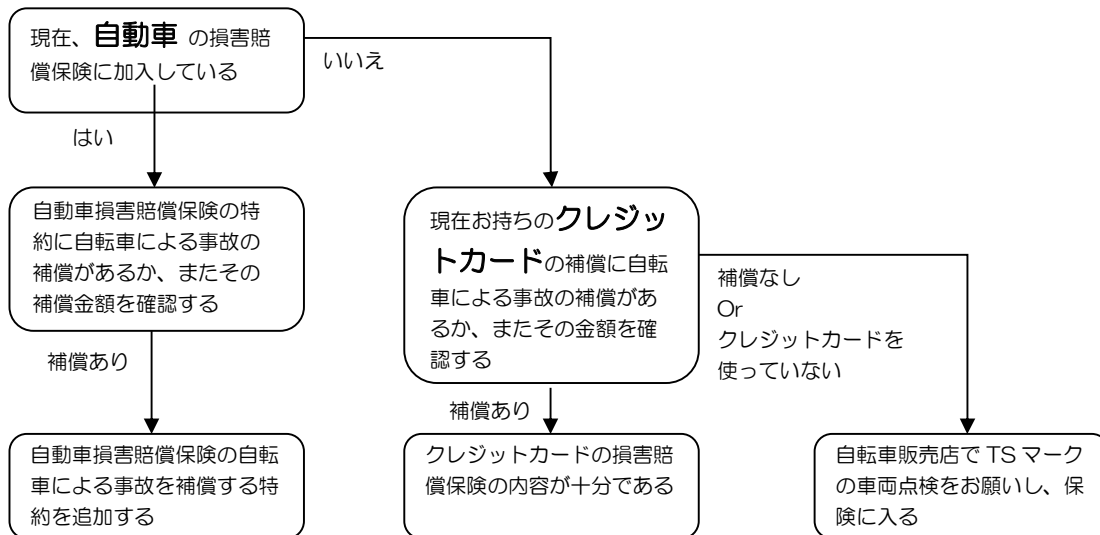 現在、自動車 の損害賠
償保険に加入している
いいえ
はい
自動車損害賠償保険の特
約に自転車による事故の
補償があるか、またその
補償金額を確認する
現在お持ちのクレジッ
トカードの補償に自転
車による事故の補償があ
るか、またその金額を確
認する
補償なし
Or
クレジットカードを
使っていない
補償あり
補償あり
自動車損害賠償保険の自転
車による事故を補償する特
約を追加する
クレジットカードの損害賠
償保険の内容が十分である
自転車販売店で TS マーク
の車両点検をお願いし、保
険に入る